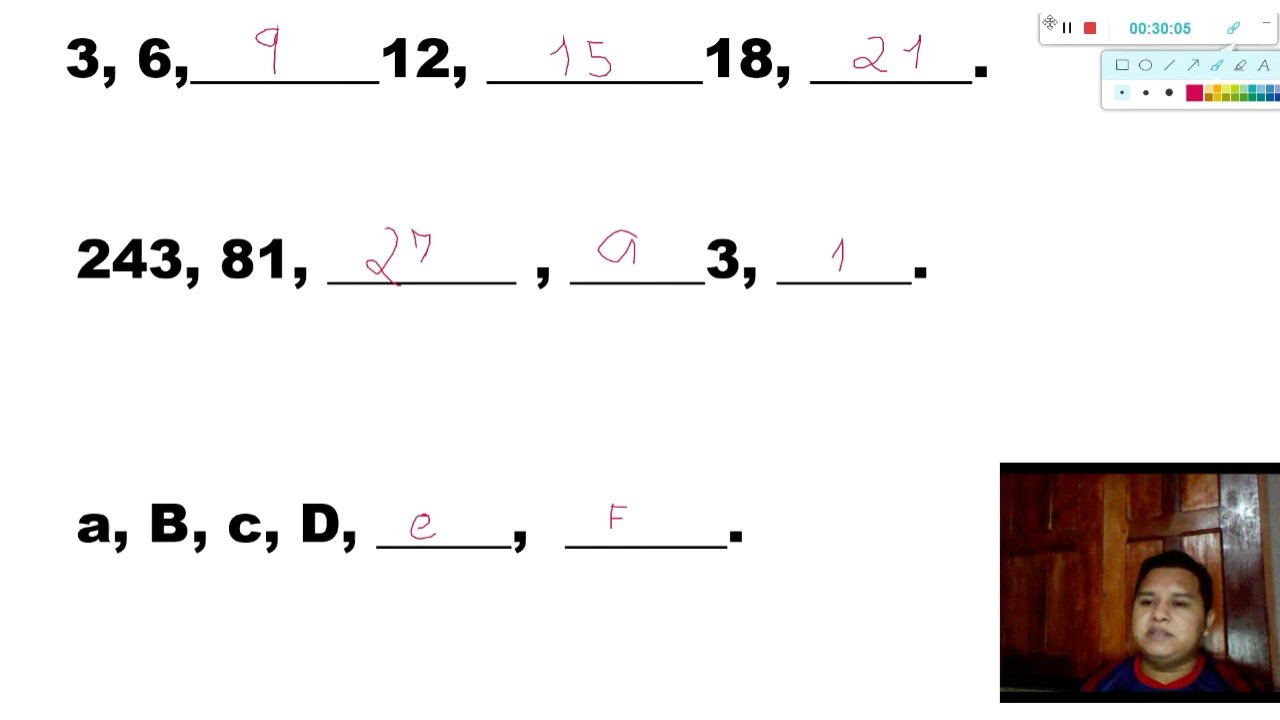 00:30:05
A
3, 6, 9 12, 15 18, 21.
243, 81, 27, 9 3, 1.
a, B, c, D, e, F.